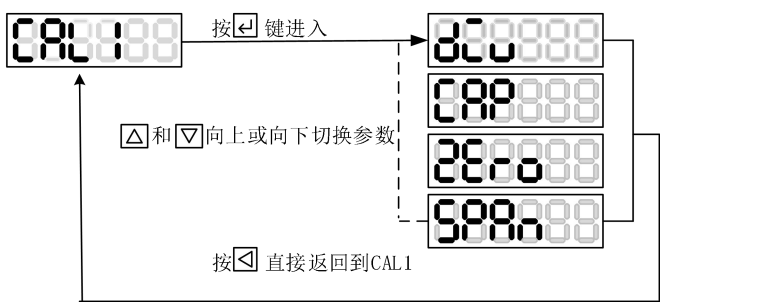 CAL1
按键进入
dCu
CAP
△和▽向上或向下切换参数
2Ero
SPAn
按◁直接返回到CAL1